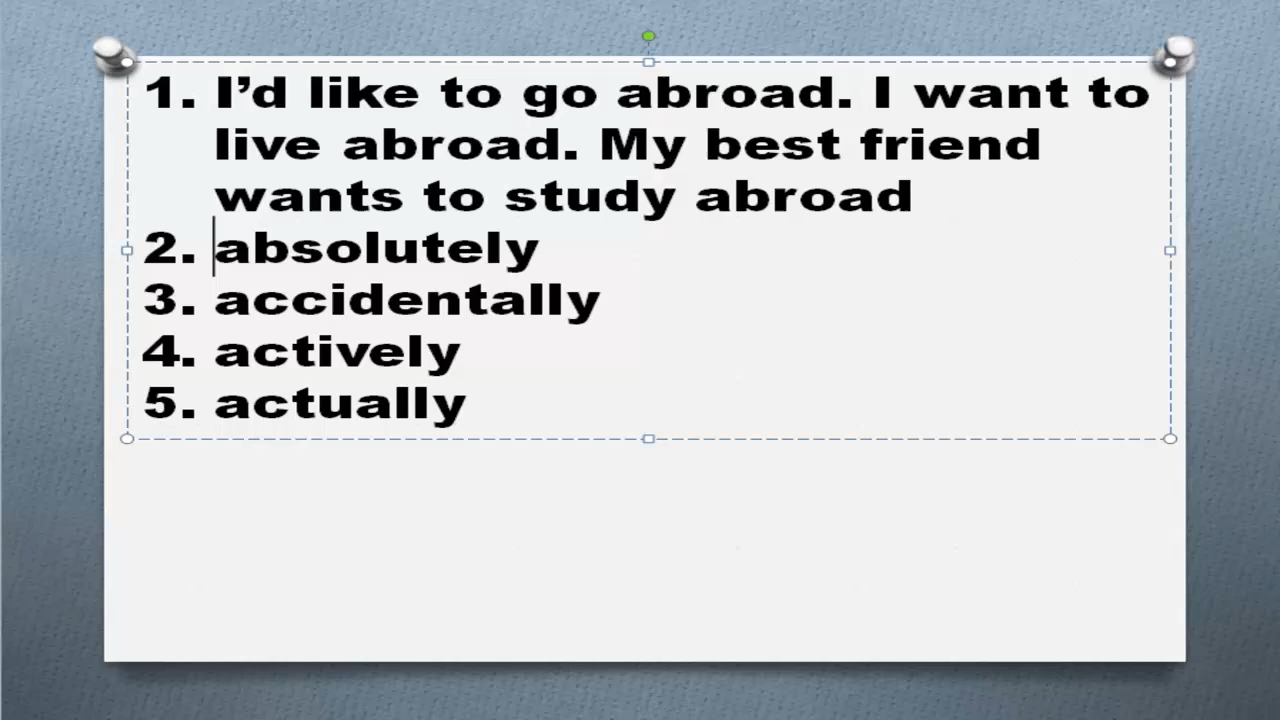 1. I’d like to go abroad. I want to
live abroad. My best friend
wants to study abroad
2. absolutely
3. accidentally
4. actively
5. actually